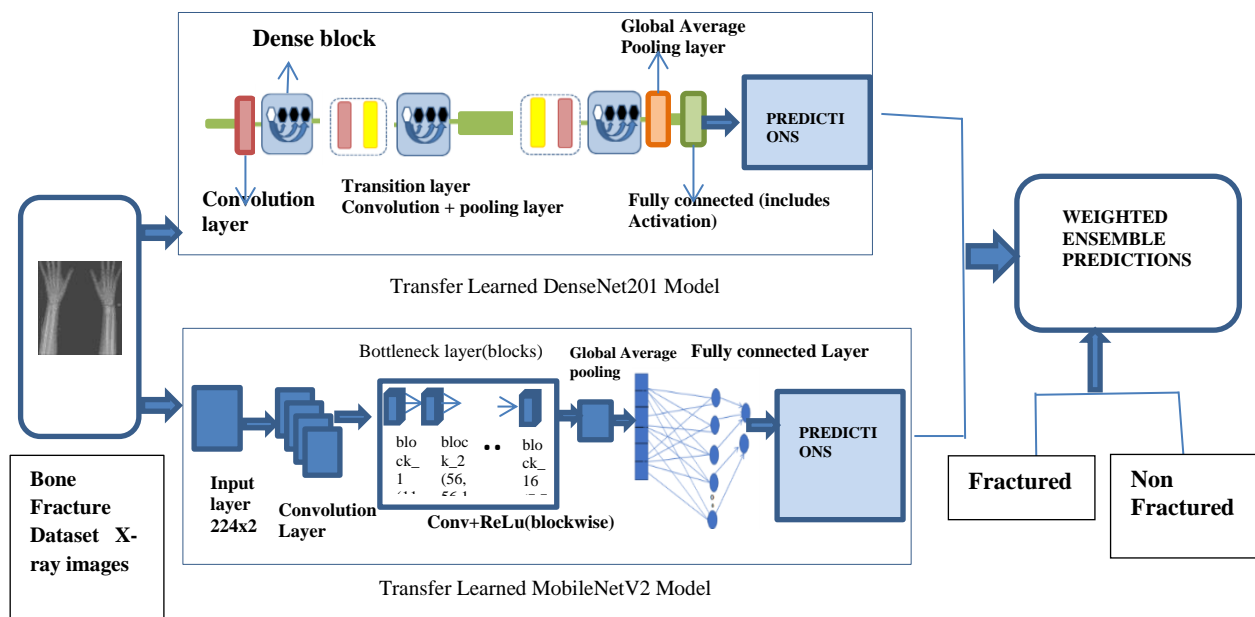 Dense block
Global Average
Pooling layer
PREDICTI
ONS
Convolution
layer
Transition layer
Convolution + pooling layer
Fully connected (includes
Activation)
Transfer Learned DenseNet201 Model
WEIGHTED
ENSEMBLE
PREDICTIONS
Bone
Fracture
Dataset X-
ray images
Bottleneck layer(blocks)
Global Average
pooling
Fully connected Layer
Input
layer
224x2
Convolution
Layer
blo
ck_
1
bloc
k_2
(56,
..
blo
ck_
16
Conv+ReLu(blockwise)
PREDICTI
ONS
Transfer Learned MobileNetV2 Model
Fractured
Non
Fractured